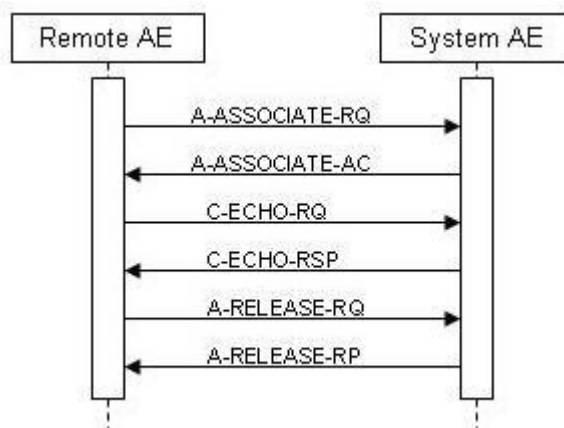 Remote AE
System AE
A-ASSOCIATE-RQ
A-ASSOCIATE-AC
C-ECHO-RQ
C-ECHO-RSP
A-RELEASE-RQ
A-RELEASE-RP